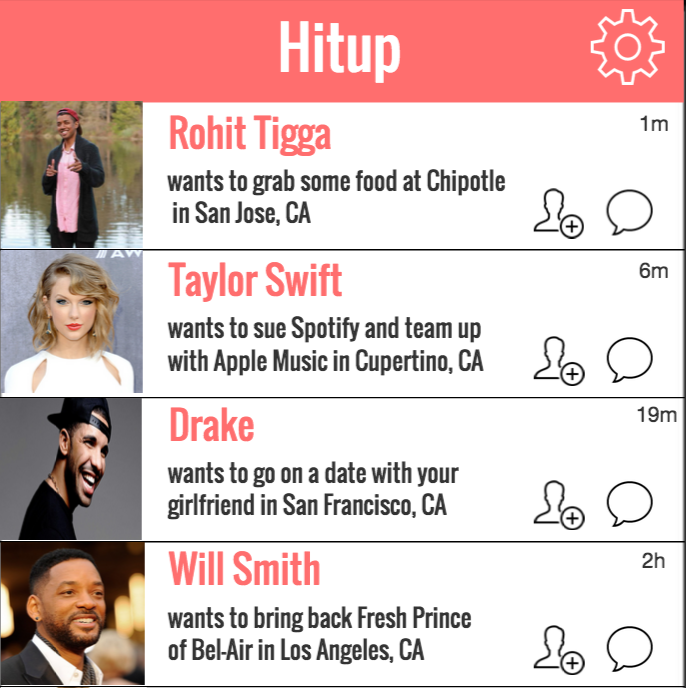 Hitup
Rohit Tigga
1m
wants to grab some food at Chipotle
in San Jose, CA
AW
Taylor Swift
6m
wants to sue Spotify and team up
with Apple Music in Cupertino, CA
Drake
19m
wants to go on a date with your
girlfriend in San Francisco, CA
Will Smith
2h
wants to bring back Fresh Prince
of Bel-Air in Los Angeles, CA